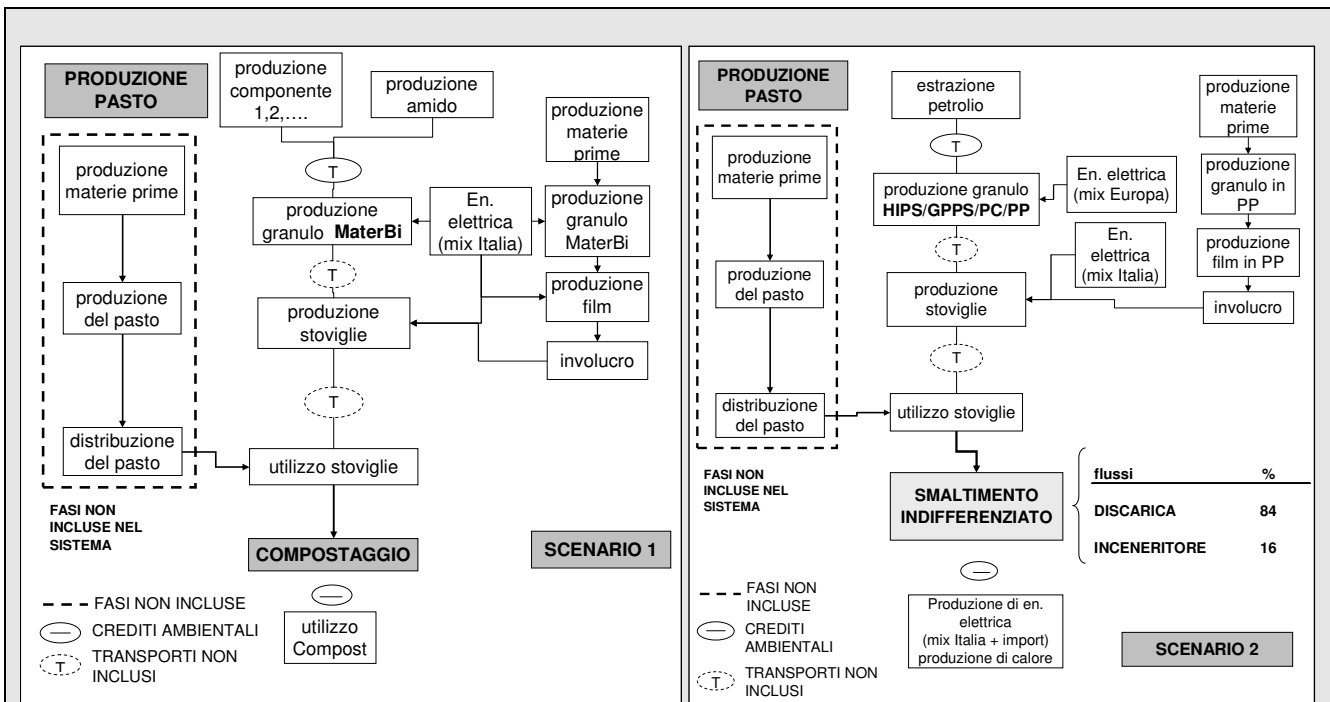 PRODUZIONE
PASTO
produzione
componente
1,2,….
produzione
amido
produzione
materie
prime
produzione
materie prime
T
produzione
granulo MaterBi
En.
elettrica
(mix Italia)
produzione
granulo
MaterBi
T
produzione
del pasto
produzione
stoviglie
produzione
film
involucro
T
distribuzione
del pasto
utilizzo stoviglie
FASI NON
INCLUSE NEL
SISTEMA
COMPOSTAGGIO
SCENARIO 1
FASI NON INCLUSE
CREDITI AMBIENTALI
T
TRANSPORTI NON
INCLUSI
utilizzo
Compost
PRODUZIONE
PASTO
estrazione
petrolio
produzione
materie
prime
produzione
materie prime
T
produzione granulo
HIPS/GPPS/PC/PP
En. elettrica
(mix Europa)
produzione
granulo in
PP
T
En.
elettrica
(mix Italia)
produzione
film in PP
produzione
del pasto
produzione
stoviglie
involucro
T
distribuzione
del pasto
utilizzo stoviglie
FASI NON
INCLUSE NEL
SISTEMA
SMALTIMENTO
INDIFFERENZIATO
flussi %
DISCARICA 84
INCENERITORE 16
FASI NON
INCLUSE
CREDITI
AMBIENTALI
T
TRANSPORTI NON
INCLUSI
Produzione di en.
elettrica
(mix Italia + import)
produzione di calore
SCENARIO 2